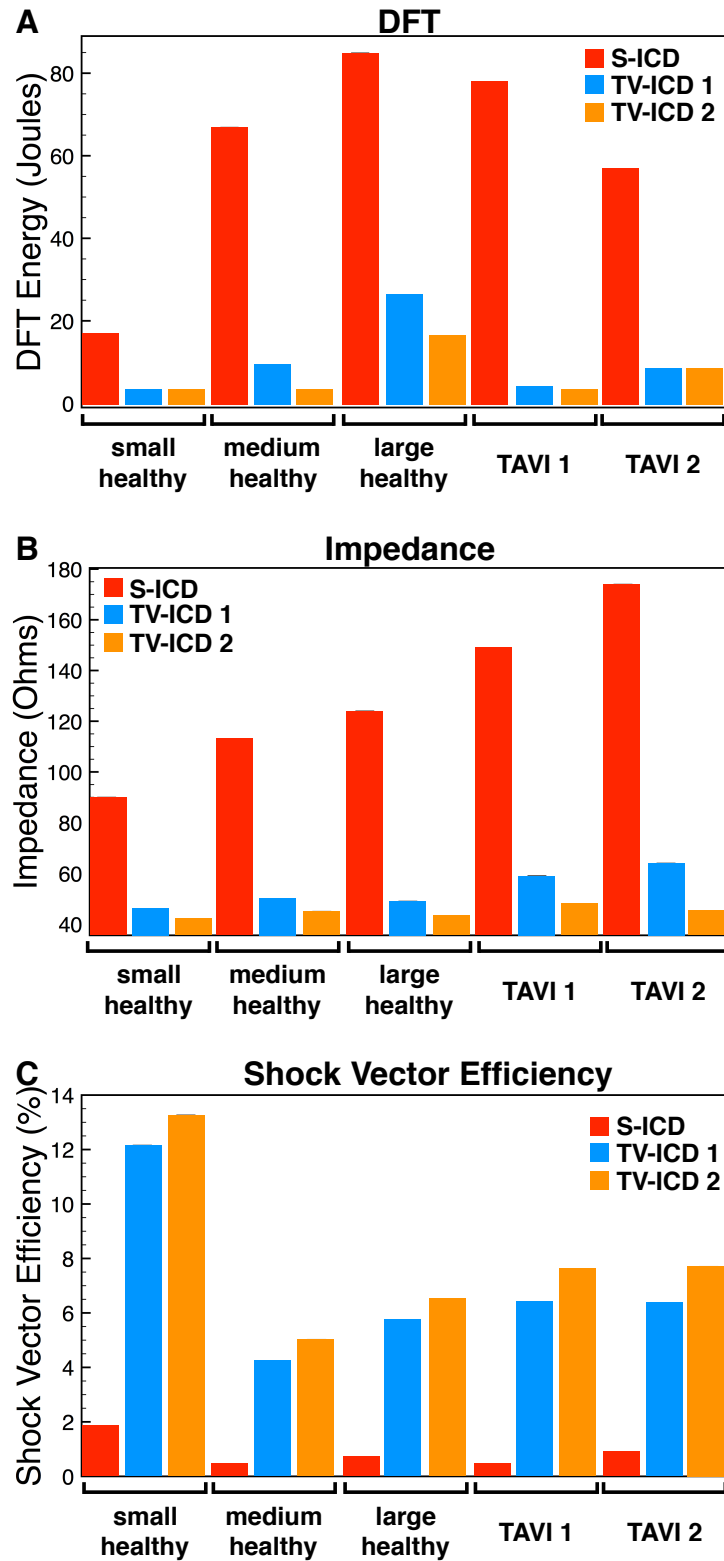 A
DFT
DFT Energy (Joules)
80
60
40
20
0
S-ICD
TV-ICD 1
TV-ICD 2
small
healthy
medium
healthy
large
healthy
TAVI 1
TAVI 2
B
Impedance
Impedance (Ohms)
180
160
140
120
100
80
60
40
S-ICD
TV-ICD 1
TV-ICD 2
small
healthy
medium
healthy
large
healthy
TAVI 1
TAVI 2
C
Shock Vector Efficiency
Shock Vector Efficiency (%)
14
12
10
8
6
4
2
0
S-ICD
TV-ICD 1
TV-ICD 2
small
healthy
medium
healthy
large
healthy
TAVI 1
TAVI 2